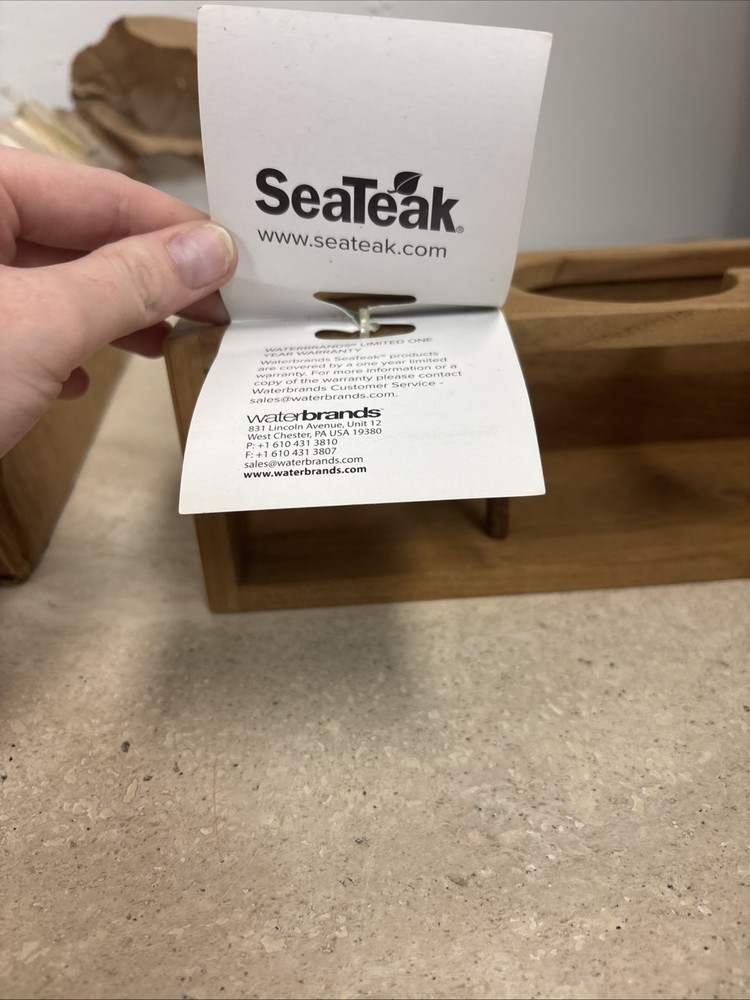 SeaTeak®
www.seateak.com
WATERBRANDS® LIMITED ONE
YEAR WARRANTY
Waterbrands Seateak® products
are covered by a one year limited
warranty. For more information or a
copy of the warranty please contact
Waterbrands Customer Service -
sales@waterbrands.com.
waterbrands
831 Lincoln Avenue, Unit 12
West Chester, PA USA 19380
P: +1 610 431 3810
F: +1 610 431 3807
sales@waterbrands.com
www.waterbrands.com